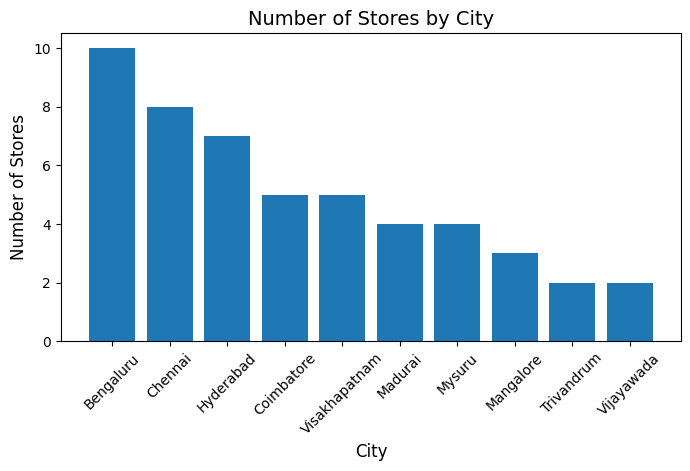 Number of Stores by City
Number of Stores
10
8
6
4
2
0
Bengaluru
Chennai
Hyderabad
Coimbatore
Visakhapatnam
Madurai
Mysuru
Mangalore
Trivandrum
Vijayawada
City